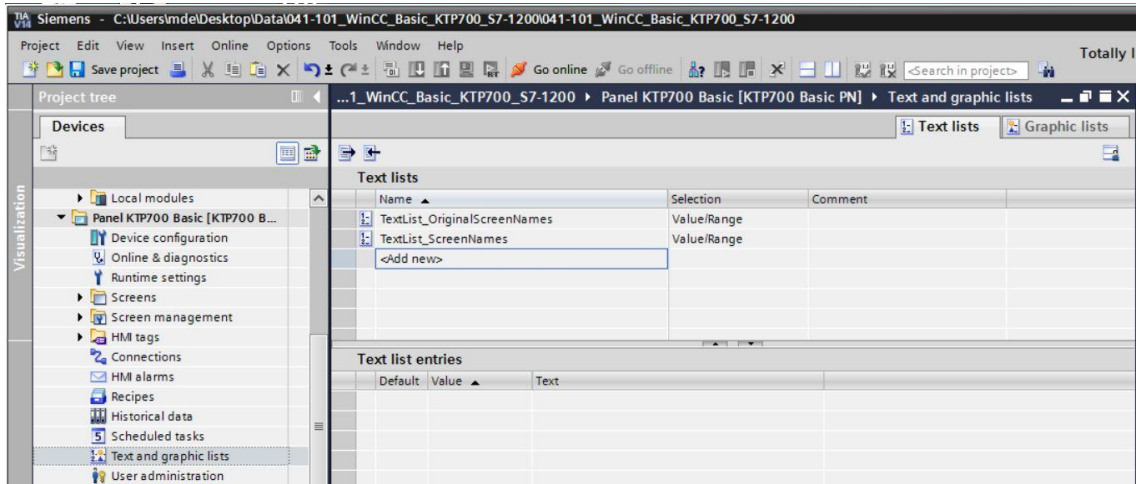 TIA V14 Siemens - C:\Users\mde\Desktop\Data\041-101_WinCC_Basic_KTP700_S7-1200\041-101_WinCC_Basic_KTP700_S7-1200
Project Edit View Insert Online Options Tools Window Help
Totally I
Save project Go online Go offline <Search in project>
Project tree
...1_WinCC_Basic_KTP700_S7-1200 Panel KTP700 Basic [KTP700 Basic PN] Text and graphic lists
Devices
Text lists Graphic lists
Visualization
Text lists
Name Selection Comment
TextList_OriginalScreenNames Value/Range
TextList_ScreenNames Value/Range
<Add new>
Text list entries
Default Value Text
Local modules
Panel KTP700 Basic [KTP700 B...
Device configuration
Online & diagnostics
Runtime settings
Screens
Screen management
HMI tags
Connections
HMI alarms
Recipes
Historical data
Scheduled tasks
Text and graphic lists
User administration